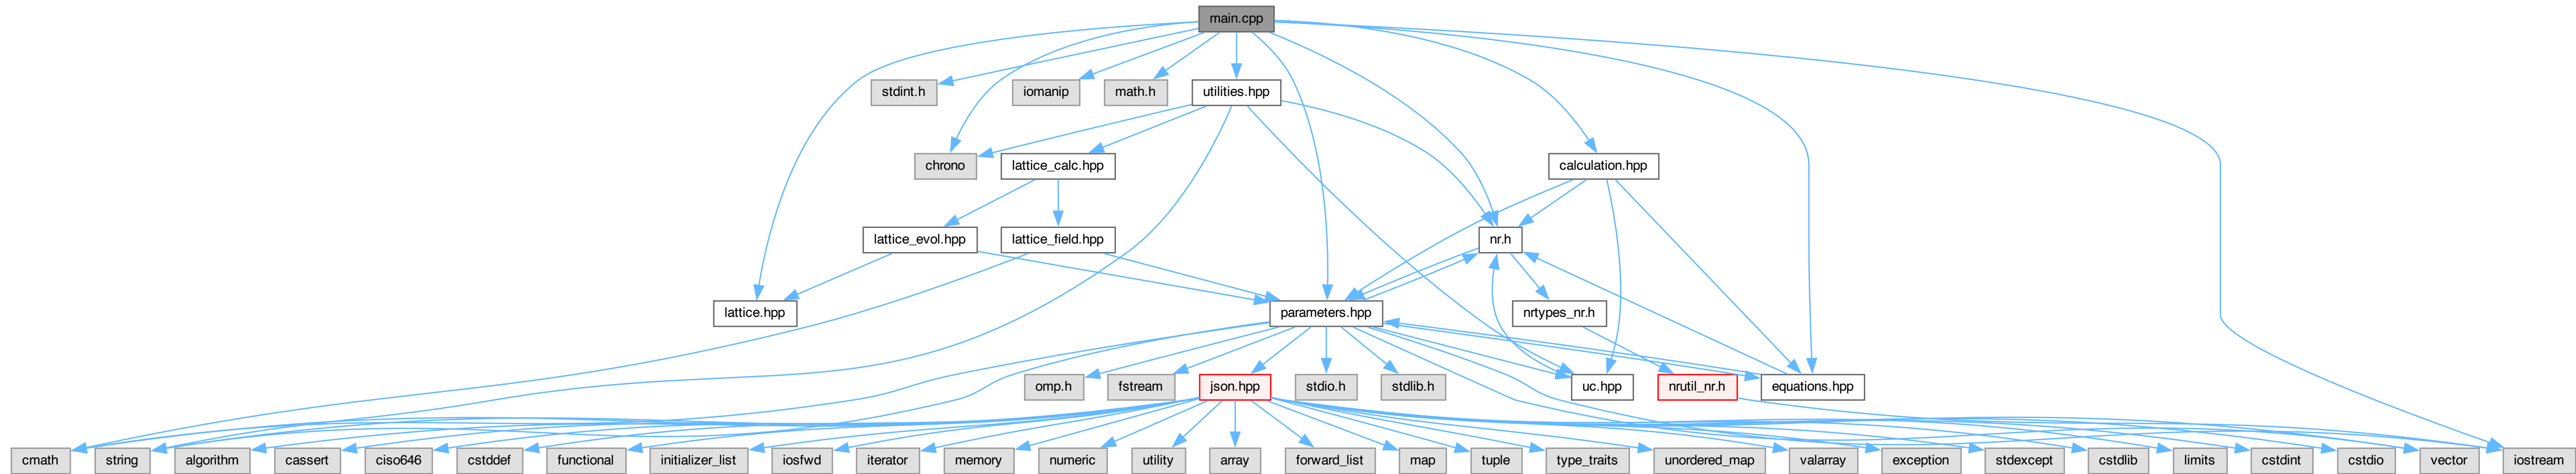 main.cpp
stdint.h
iomanip
math.h
utilities.hpp
chrono
lattice_calc.hpp
calculation.hpp
lattice_evol.hpp
lattice_field.hpp
nr.h
lattice.hpp
parameters.hpp
nrtypes_nr.h
omp.h
fstream
json.hpp
stdio.h
stdlib.h
uc.hpp
nrutil_nr.h
equations.hpp
cmath
string
algorithm
cassert
ciso646
cstddef
functional
initializer_list
iosfwd
iterator
memory
numeric
utility
array
forward_list
map
tuple
type_traits
unordered_map
valarray
exception
stdexcept
cstdlib
limits
cstdint
cstdio
vector
iostream